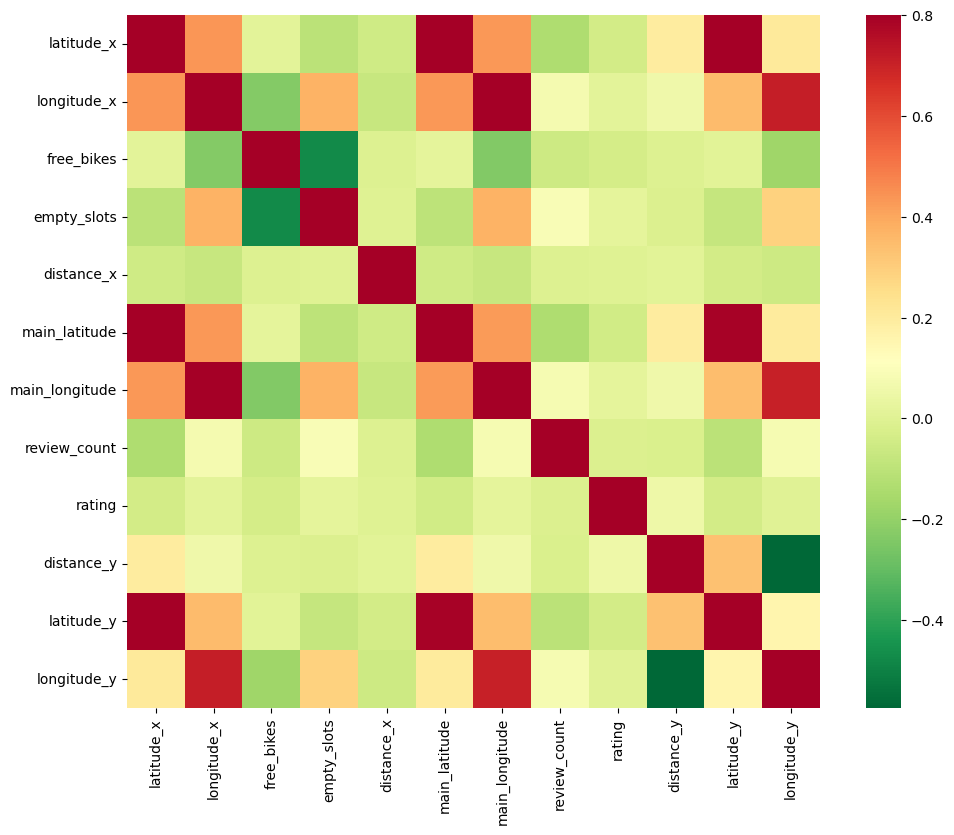 latitude_x
longitude_x
free_bikes
empty_slots
distance_x
main_latitude
main_longitude
review_count
rating
distance_y
latitude_y
longitude_y
latitude_x
longitude_x
free_bikes
empty_slots
distance_x
main_latitude
main_longitude
review_count
rating
distance_y
latitude_y
longitude_y
0.8
0.6
0.4
0.2
0.0
−0.2
−0.4